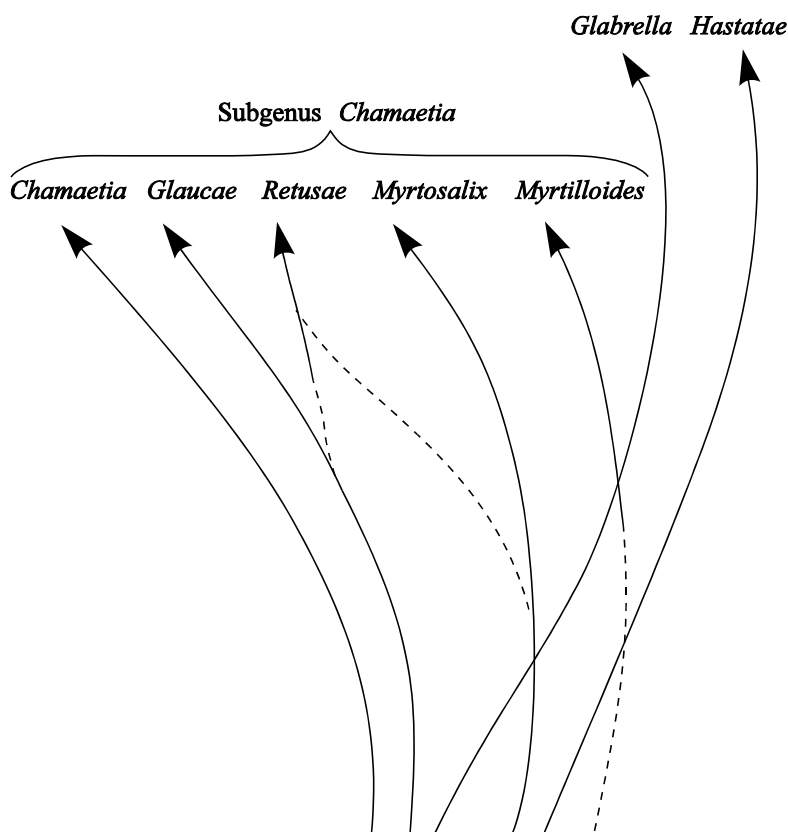 Glabrella Hastatae
Subgenus Chamaetia
Chamaetia Glaucae Retusae Myrtosalix Myrtilloides